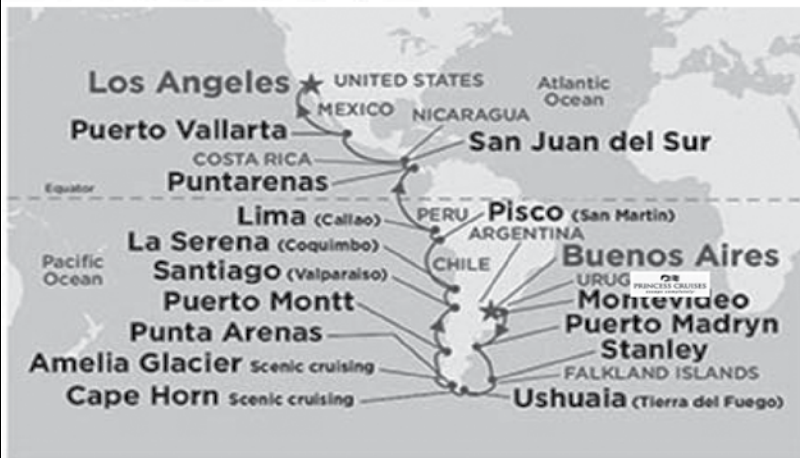 Los Angeles
UNITED STATES
Atlantic
Ocean
MEXICO
NICARAGUA
Puerto Vallarta
San Juan del Sur
COSTA RICA
Puntarenas
Equator
Lima (Callao)
PERU
Pisco (San Martin)
ARGENTINA
La Serena (Coquimbo)
Buenos Aires
Pacific
Ocean
CHILE
Santiago (Valparaiso)
URUG
PRINCESS CRUISES
Puerto Montt
Montevideo
Punta Arenas
Puerto Madryn
Stanley
Amelia Glacier Scenic cruising
FALKLAND ISLANDS
Cape Horn Scenic cruising
Ushuaia (Tierra del Fuego)